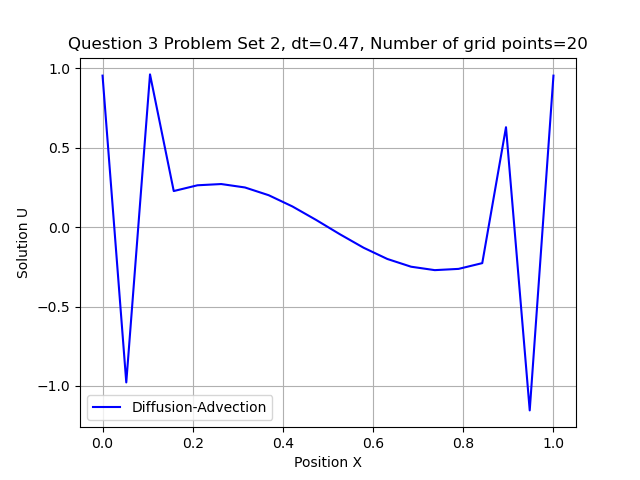 Question 3 Problem Set 2, dt=0.47, Number of grid points=20
1.0
0.5
0.0
−0.5
−1.0
Solution U
Diffusion-Advection
0.0 0.2 0.4 0.6 0.8 1.0
Position X